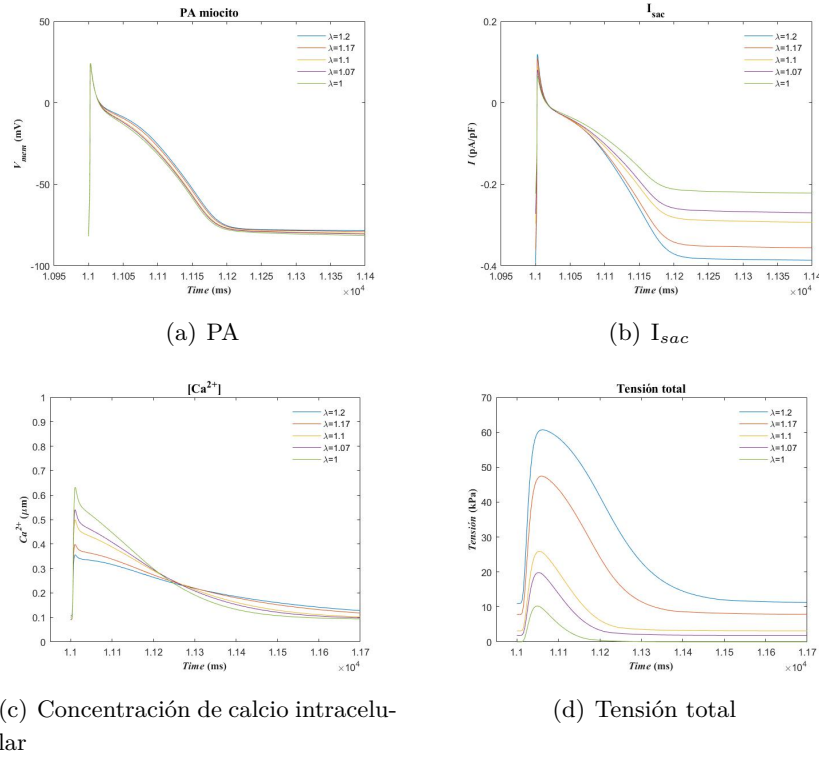 PA miocito
50
0
-50
-100
V_mem (mV)
λ=1.2
λ=1.17
λ=1.1
λ=1.07
λ=1
1.095 1.1 1.105 1.11 1.115 1.12 1.125 1.13 1.135 1.14
Time (ms)
×10⁴
(a) PA
I_sac
0.2
0
-0.2
-0.4
I (pA/pF)
λ=1.2
λ=1.17
λ=1.1
λ=1.07
λ=1
1.095 1.1 1.105 1.11 1.115 1.12 1.125 1.13 1.135 1.14
Time (ms)
×10⁴
(b) I_sac
[Ca²⁺]
1
0.9
0.8
0.7
0.6
0.5
0.4
0.3
0.2
0.1
0
Ca²⁺ (μm)
λ=1.2
λ=1.17
λ=1.1
λ=1.07
λ=1
1.1 1.11 1.12 1.13 1.14 1.15 1.16 1.17
Time (ms)
×10⁴
(c) Concentración de calcio intracelu-
lar
Tensión total
70
60
50
40
30
20
10
0
Tensión (kPa)
λ=1.2
λ=1.17
λ=1.1
λ=1.07
λ=1
1.1 1.11 1.12 1.13 1.14 1.15 1.16 1.17
Time (ms)
×10⁴
(d) Tensión total